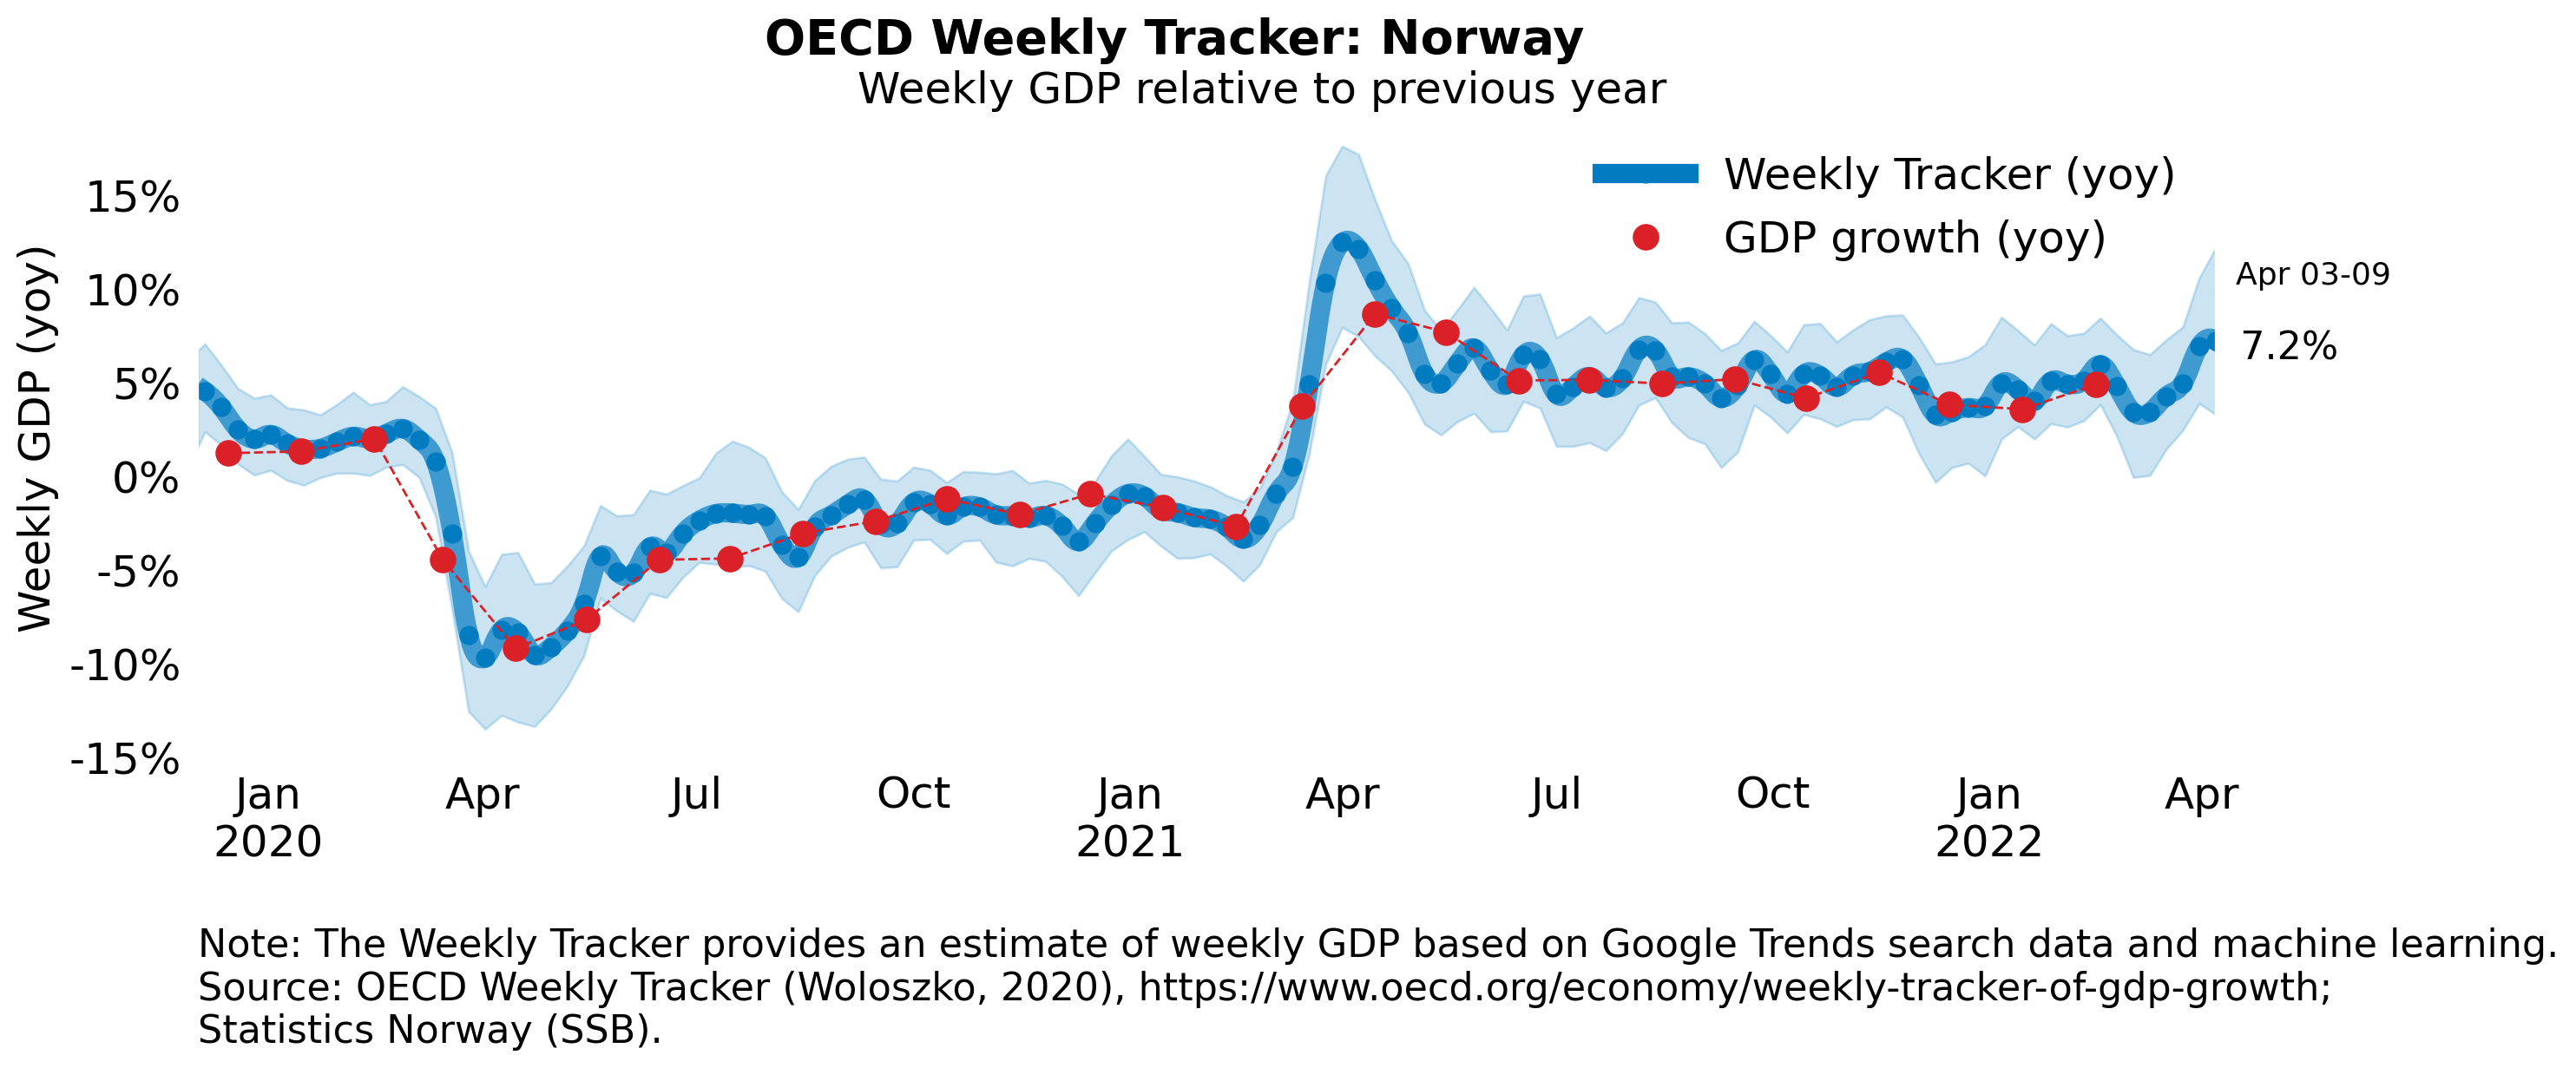 OECD Weekly Tracker: Norway
Weekly GDP relative to previous year
Weekly Tracker (yoy)
GDP growth (yoy)
Weekly GDP (yoy)
15%
10%
5%
0%
-5%
-10%
-15%
Apr 03-09
7.2%
Jan Apr Jul Oct Jan Apr Jul Oct Jan Apr
2020 2021 2022
Note: The Weekly Tracker provides an estimate of weekly GDP based on Google Trends search data and machine learning.
Source: OECD Weekly Tracker (Woloszko, 2020), https://www.oecd.org/economy/weekly-tracker-of-gdp-growth;
Statistics Norway (SSB).